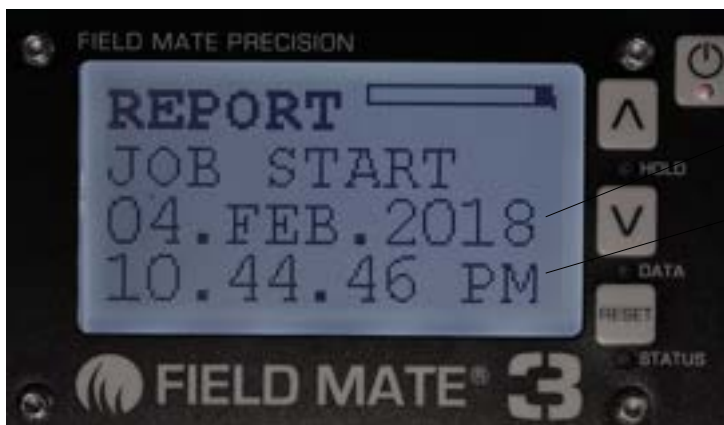 FIELD MATE PRECISION
REPORT
JOB START
04.FEB.2018
10.44.46 PM
HOLD
DATA
RESET
STATUS
FIELD MATE® 3